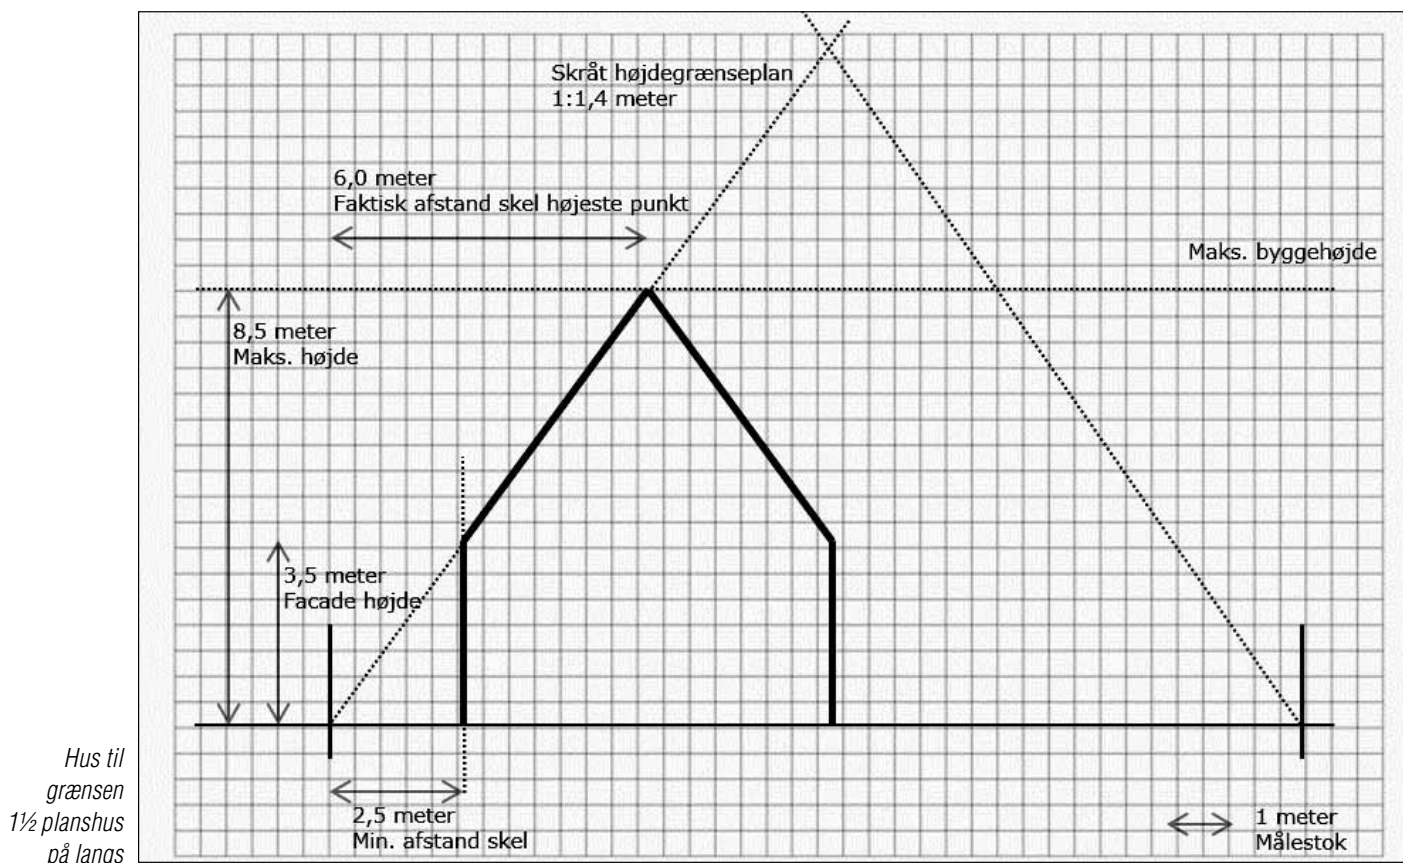 Skråt højdegrænseplan
1:1,4 meter
6,0 meter
Faktisk afstand skel højeste punkt
Maks. byggehøjde
8,5 meter
Maks. højde
3,5 meter
Facade højde
2,5 meter
Min. afstand skel
1 meter
Målestok
Hus til
grænsen
1½ planshus
på langs